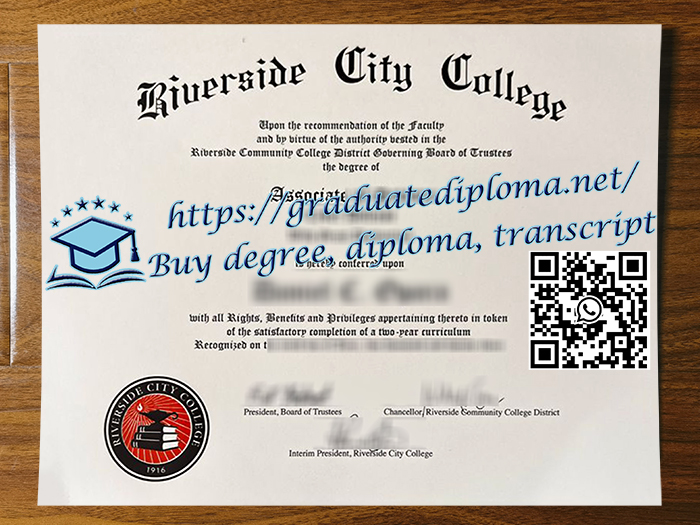 Riverside City College
Upon the recommendation of the Faculty
and by virtue of the authority vested in the
Riverside Community College District Governing Board of Trustees
the degree of
Associate
https://graduatediploma.net/
Buy degree, diploma, transcript
is hereby conferred upon
with all Rights, Benefits and Privileges appertaining thereto in token
of the satisfactory completion of a two-year curriculum
Recognized on
President, Board of Trustees
Chancellor, Riverside Community College District
Interim President, Riverside City College
RIVERSIDE CITY COLLEGE
1916